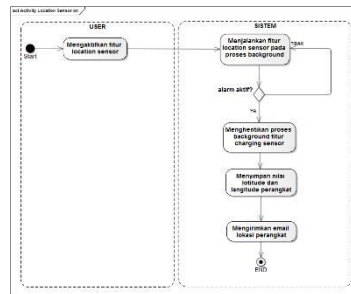 act Activity Location Sensor on
USER
SISTEM
Start
Mengaktifkan fitur
location sensor
Menjalankan fitur
location sensor pada
proses background
Tidak
alarm aktif?
Ya
Menghentikan proses
background fitur
charging sensor
Menyimpan nilai
lotitude dan
langitude perangkat
Mengirimkan email
lokasi perangkat
END